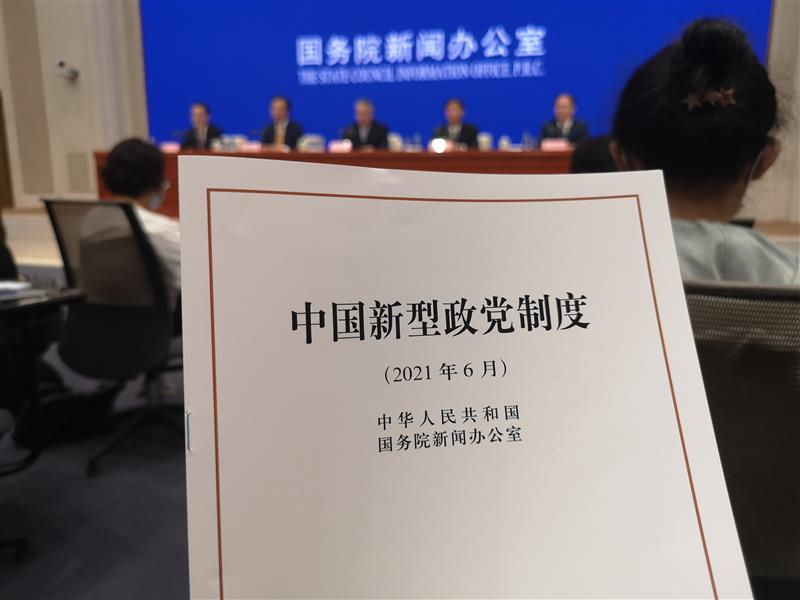 国务院新闻办公室
THE STATE COUNCIL INFORMATION OFFICE, P.R.C.
中国新型政党制度
（2021 年 6 月）
中华人民共和国
国务院新闻办公室